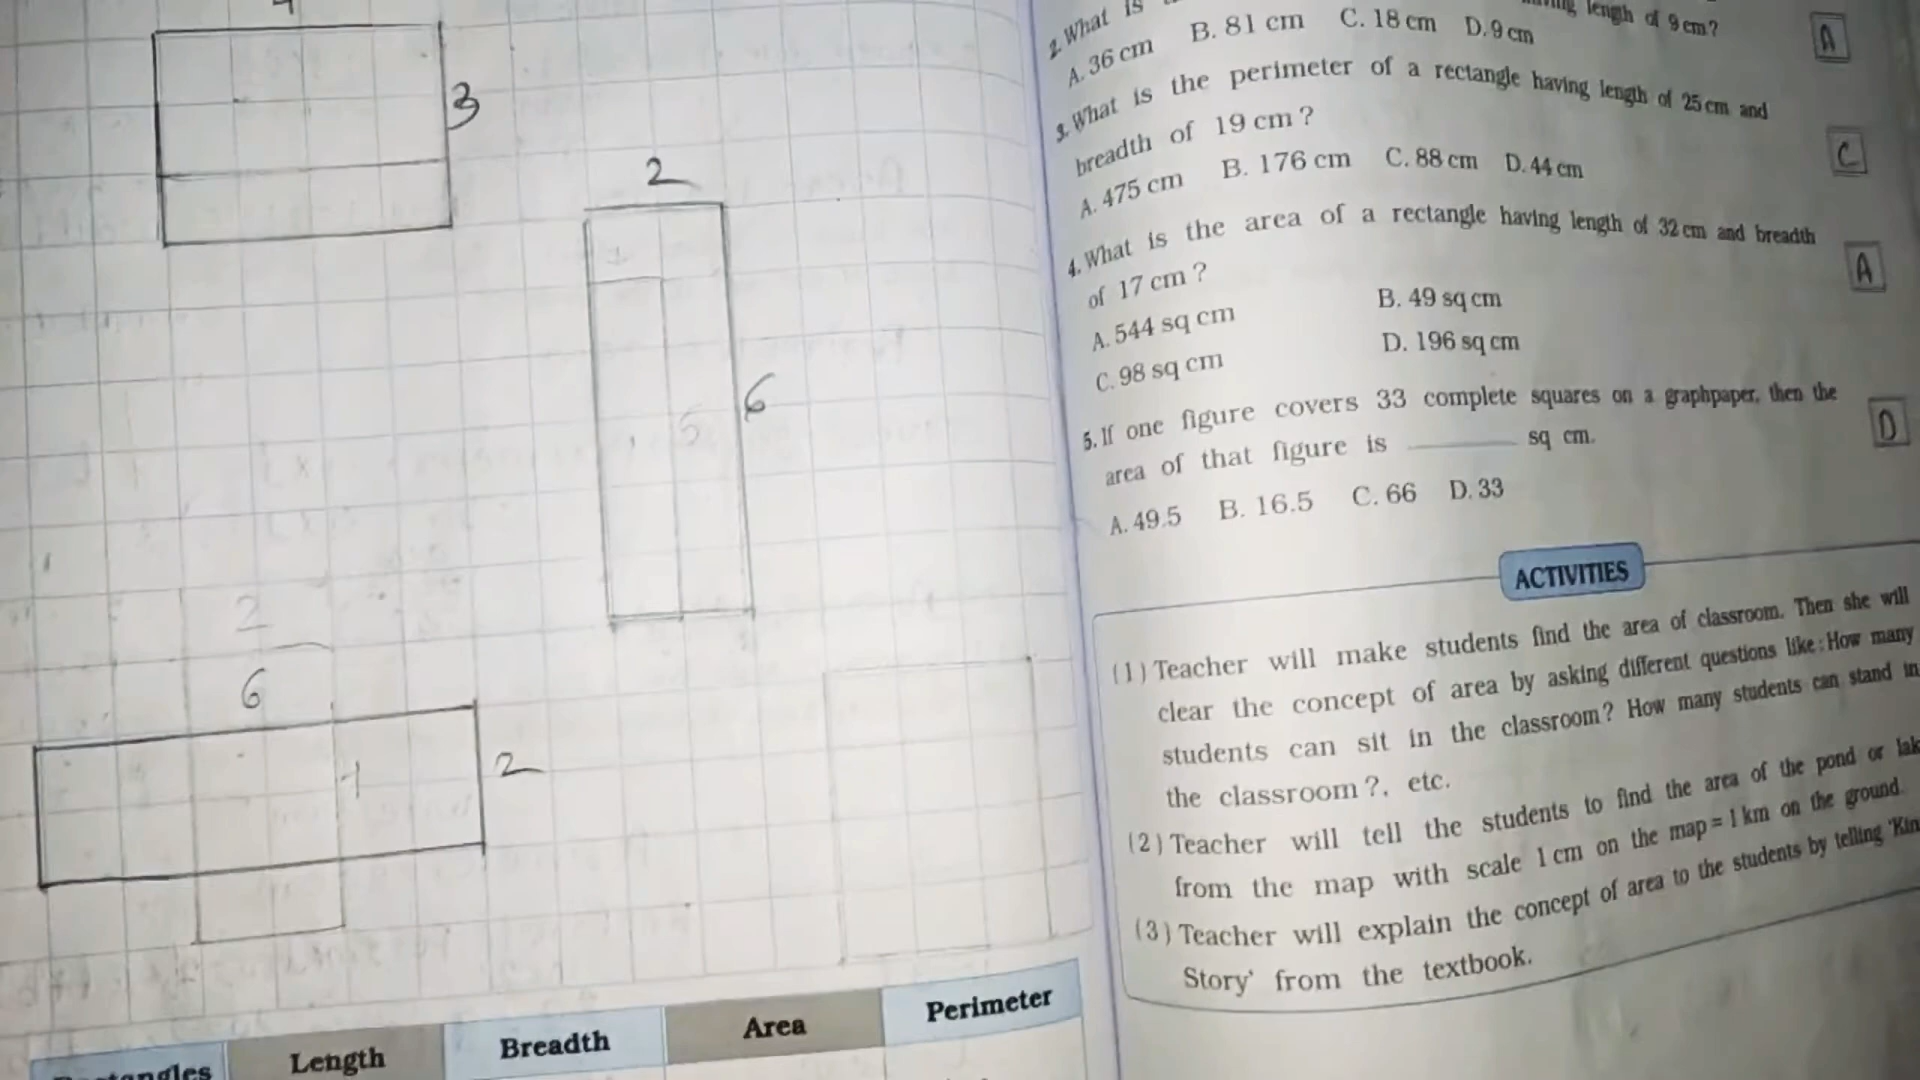 4
3
2
6
5
2
6
2
1
Rectangles Length Breadth Area Perimeter
2. What is
having length of 9 cm?
A
A. 36 cm B. 81 cm C. 18 cm D. 9 cm
3. What is the perimeter of a rectangle having length of 25 cm and
breadth of 19 cm ?
C
A. 475 cm B. 176 cm C. 88 cm D. 44 cm
4. What is the area of a rectangle having length of 32 cm and breadth
of 17 cm ?
A
A. 544 sq cm B. 49 sq cm
C. 98 sq cm D. 196 sq cm
5. If one figure covers 33 complete squares on a graphpaper, then the
area of that figure is ______ sq cm.
D
A. 49.5 B. 16.5 C. 66 D. 33
ACTIVITIES
(1) Teacher will make students find the area of classroom. Then she will
clear the concept of area by asking different questions like : How many
students can sit in the classroom? How many students can stand in
the classroom ?, etc.
(2) Teacher will tell the students to find the area of the pond or lak
from the map with scale 1 cm on the map = 1 km on the ground.
(3) Teacher will explain the concept of area to the students by telling 'Kin
Story' from the textbook.